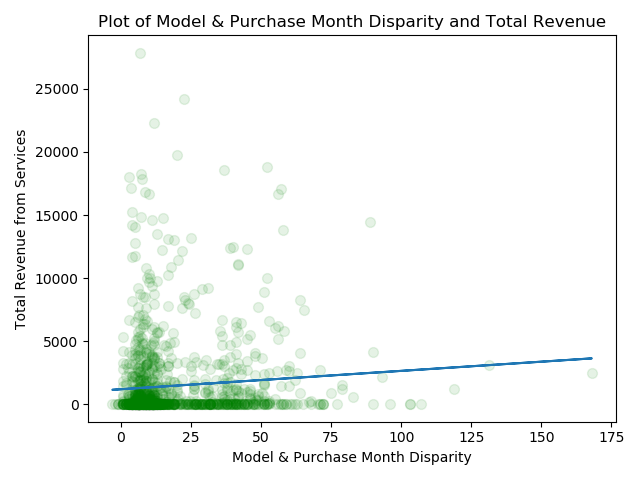 Plot of Model & Purchase Month Disparity and Total Revenue
Total Revenue from Services
25000
20000
15000
10000
5000
0
0 25 50 75 100 125 150 175
Model & Purchase Month Disparity